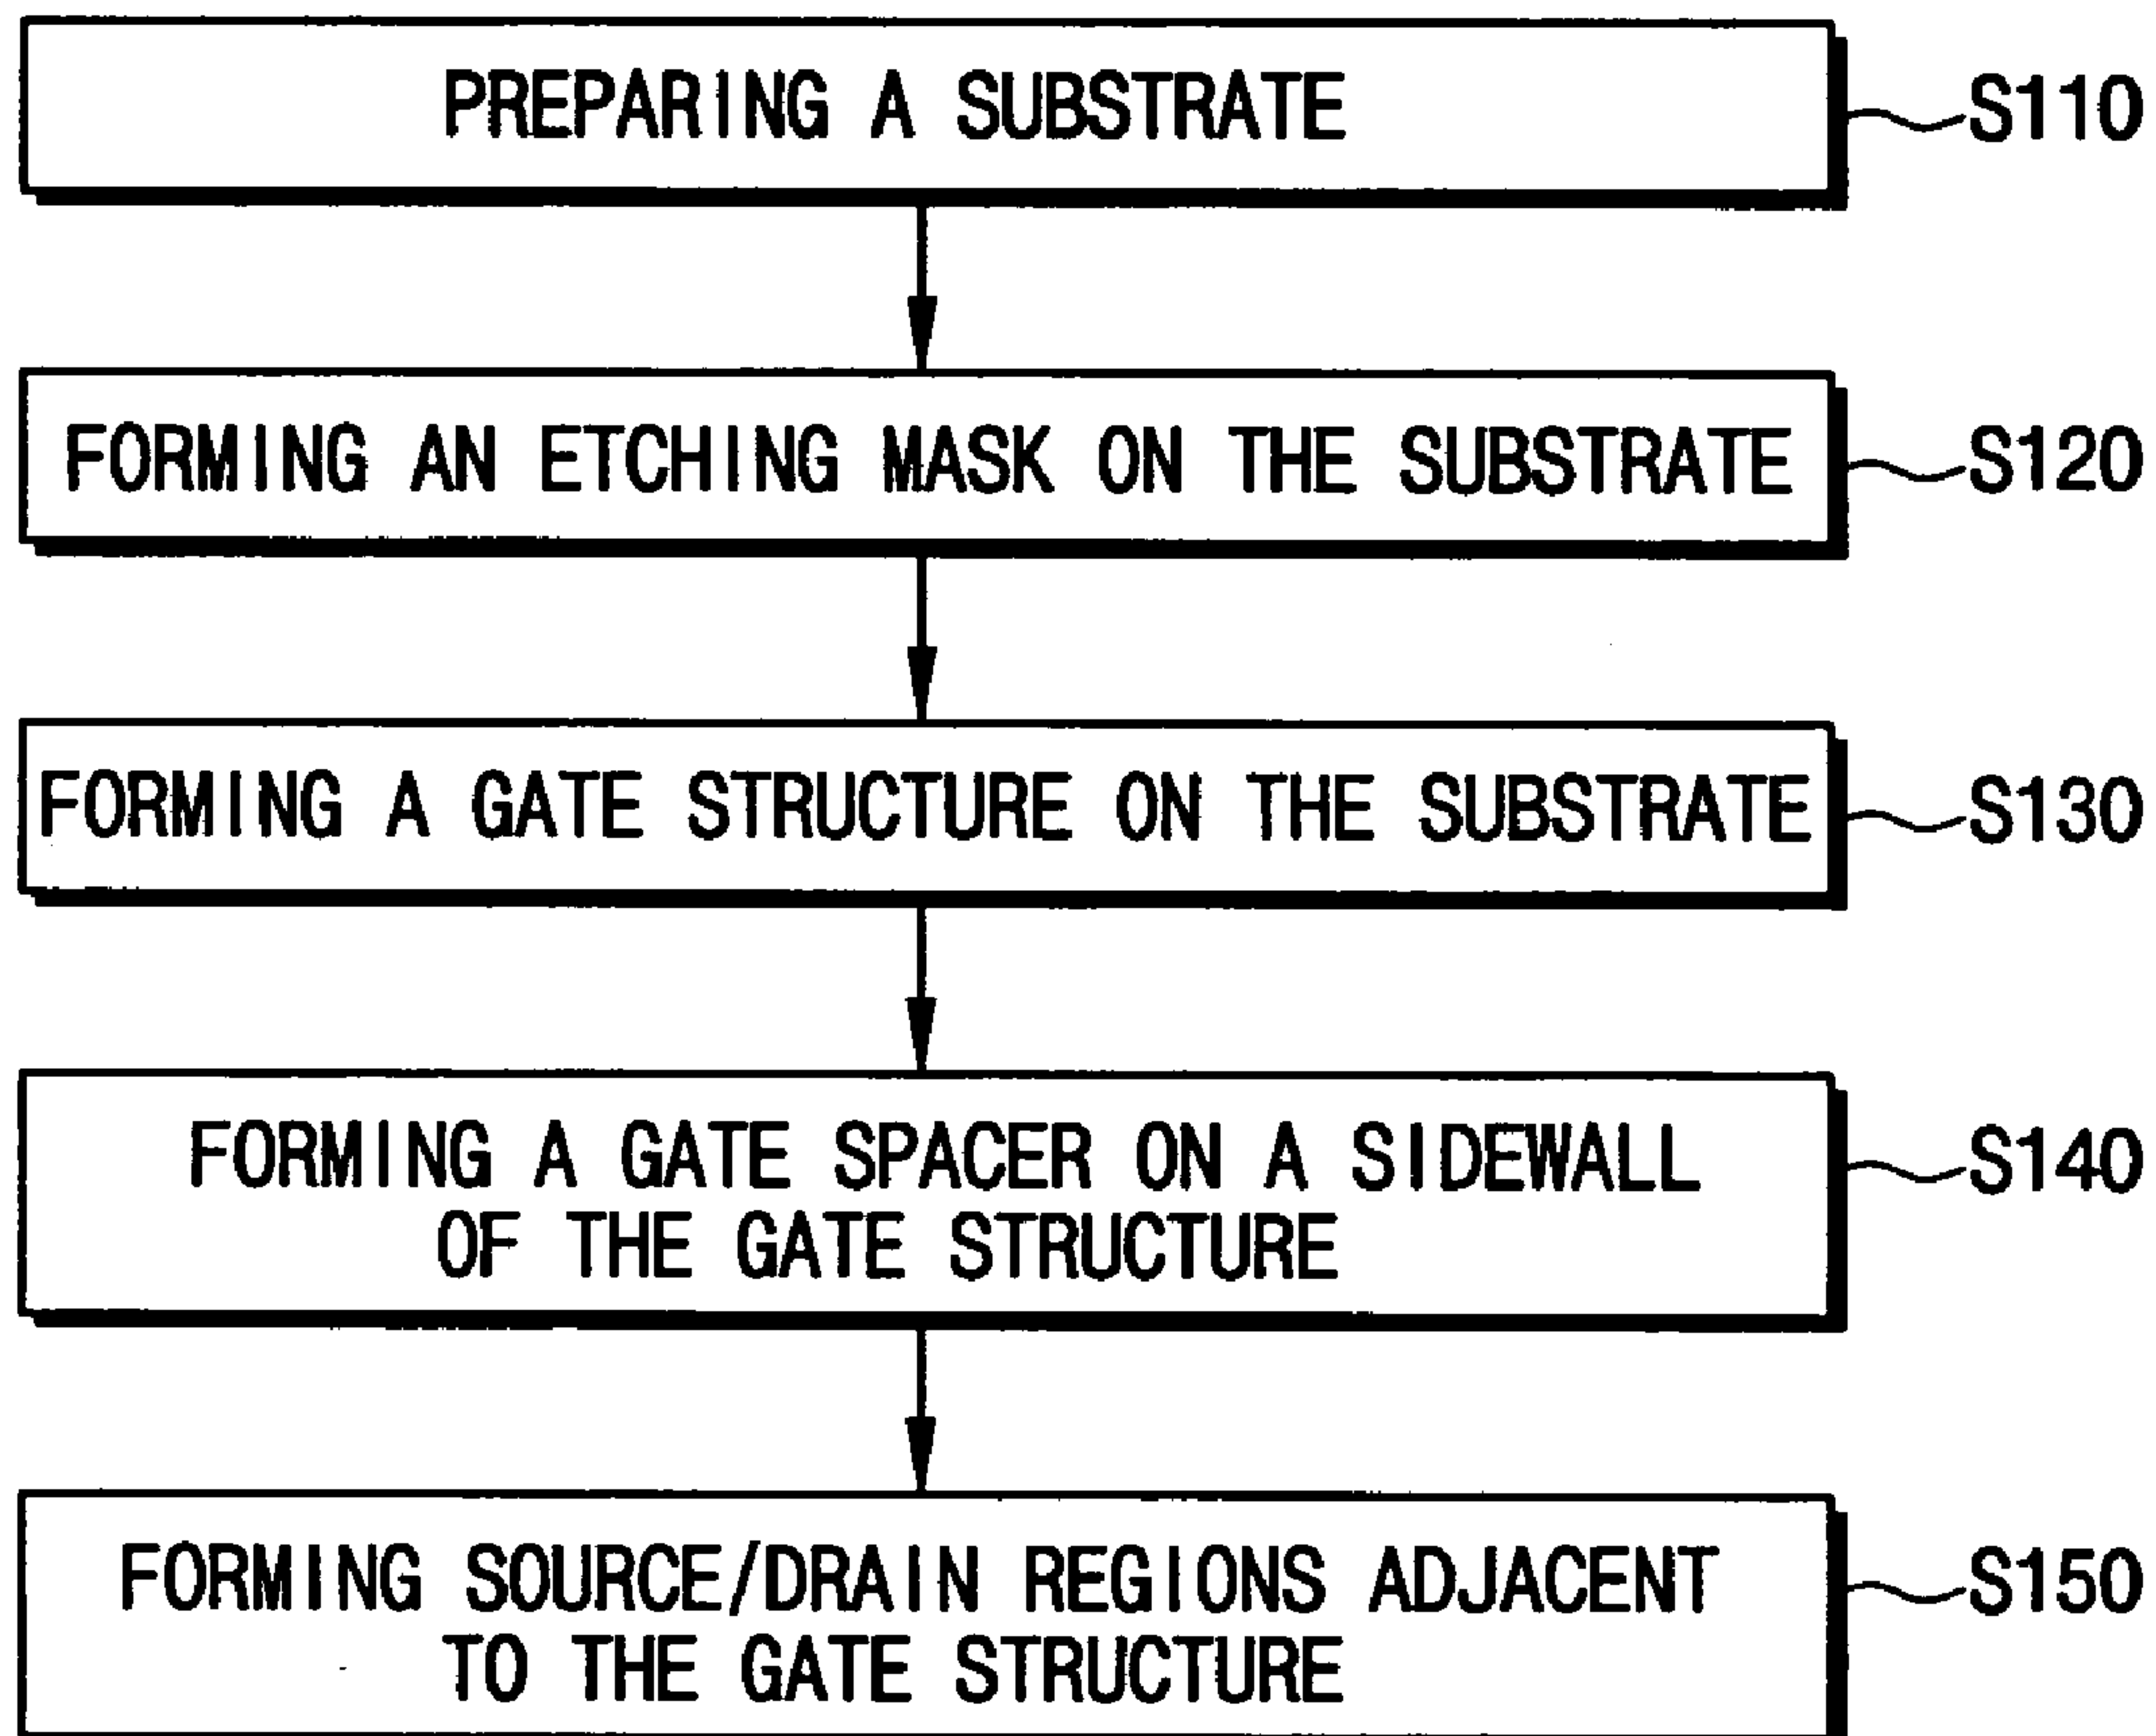 PREPARING A SUBSTRATE
S110
FORMING AN ETCHING MASK ON THE SUBSTRATE
S120
FORMING A GATE STRUCTURE ON THE SUBSTRATE
S130
FORMING A GATE SPACER ON A SIDEWALL
OF THE GATE STRUCTURE
S140
FORMING SOURCE/DRAIN REGIONS ADJACENT
TO THE GATE STRUCTURE
S150